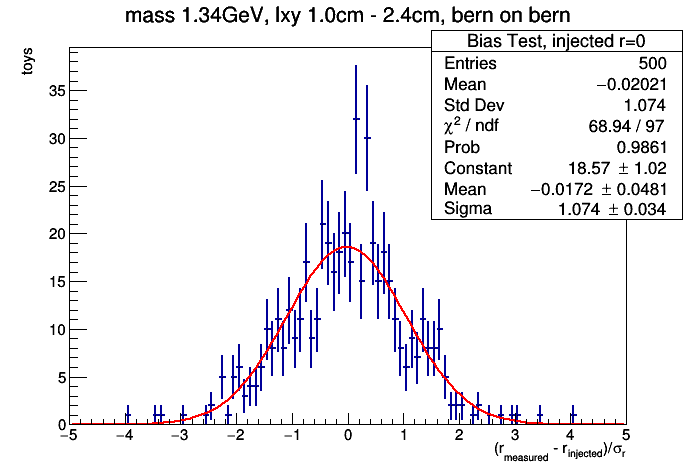 mass 1.34GeV, lxy 1.0cm - 2.4cm, bern on bern
Bias Test, injected r=0
Entries 500
Mean −0.02021
Std Dev 1.074
χ² / ndf 68.94 / 97
Prob 0.9861
Constant 18.57 ± 1.02
Mean −0.0172 ± 0.0481
Sigma 1.074 ± 0.034
toys
35
30
25
20
15
10
5
0
−5 −4 −3 −2 −1 0 1 2 3 4 5
(r_measured - r_injected)/σ_r